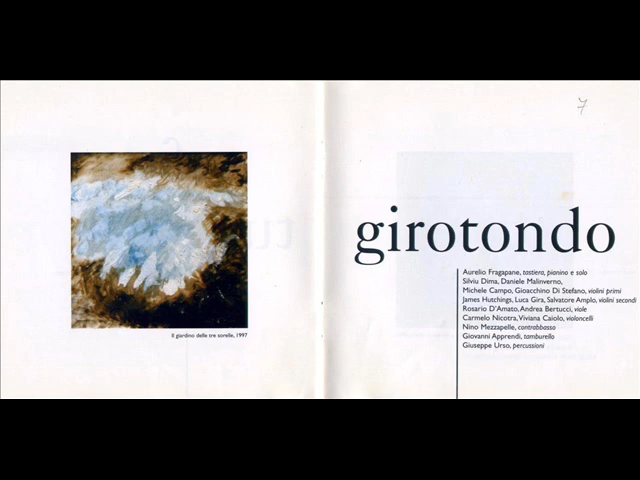 Il giardino delle tre sorelle, 1997
7
girotondo
Aurelio Fragapane, tastiera, pianino e solo
Silviu Dima, Daniele Malinverno,
Michele Campo, Gioacchino Di Stefano, violini primi
James Hutchings, Luca Gira, Salvatore Amplo, violini secondi
Rosario D'Amato, Andrea Bertucci, viole
Carmelo Nicotra, Viviana Caiolo, violoncelli
Nino Mezzapelle, contrabbasso
Giovanni Apprendi, tamburello
Giuseppe Urso, percussioni